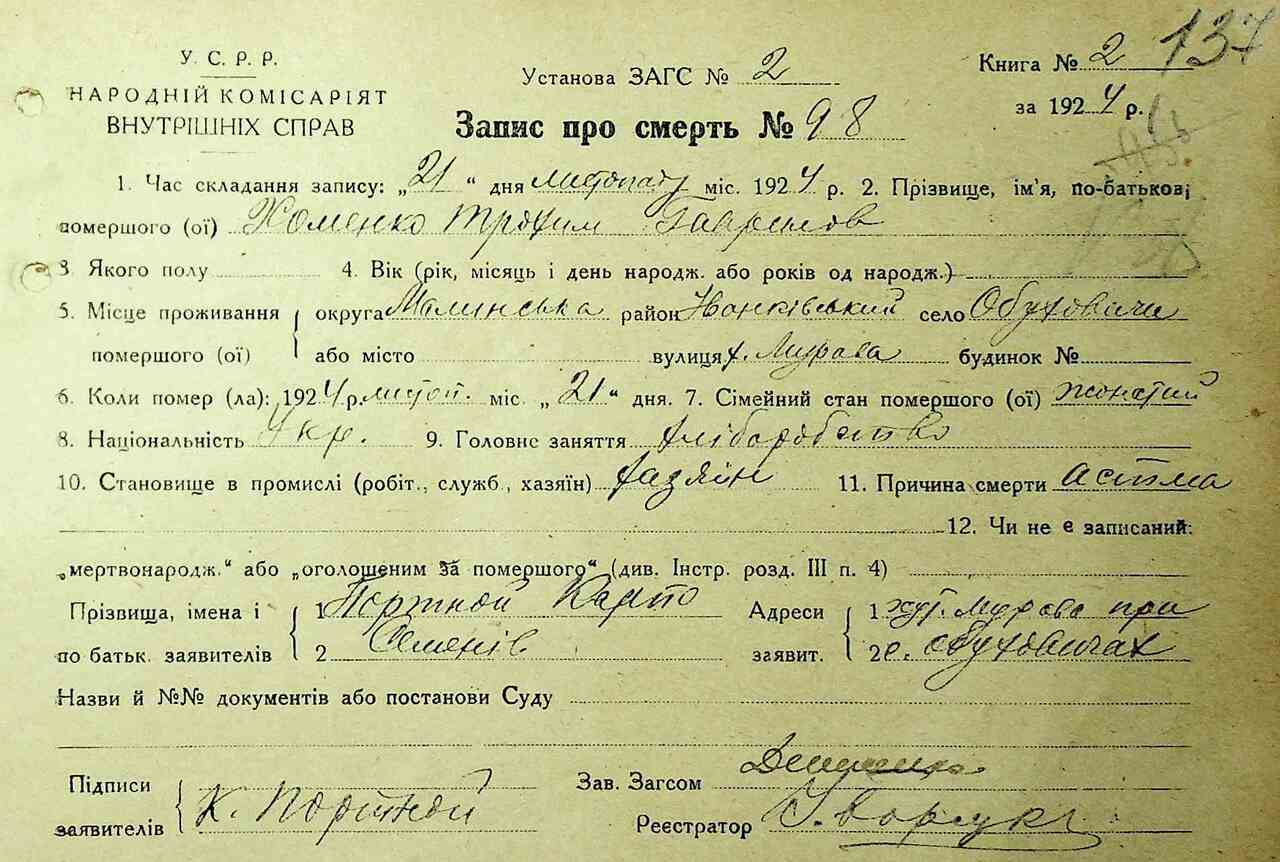 У. С. Р. Р.
НАРОДНІЙ КОМІСАРІЯТ
ВНУТРІШНІХ СПРАВ
Установа ЗАГС № 2
Книга № 2 137
за 1924 р.
Запис про смерть № 98
1. Час складання запису: „21“ дня листопаду міс. 1924 р. 2. Прізвище, ім'я, по-батькові
помершого (ої) Хоменко Трохим Гаврилов
3. Якого полу 4. Вік (рік, місяць і день народж. або років од народж.)
5. Місце проживання округа Малинська район Іванківський село Обуховичи
помершого (ої) або місто вулиця х. Мурава будинок №
6. Коли помер (ла): 1924 р. листоп. міс. „21“ дня. 7. Сімейний стан помершого (ої) жонатий
8. Національність Укр. 9. Головне заняття хліборобство
10. Становище в промислі (робіт., служб., хазяїн) хазяїн 11. Причина смерти астма
12. Чи не є записаний:
„мертвонародж.“ або „оголошеним за помершого“ (див. Інстр. розд. III п. 4)
Прізвища, імена і 1 Портной Карпо Адреси 1 хут. Мурава при
по батьк. заявителів 2 Семенів заявит. 2 с. Обуховичах
Назви й №№ документів або постанови Суду
Підписи Зав. Загсом
заявителів К. Портной Реєстратор